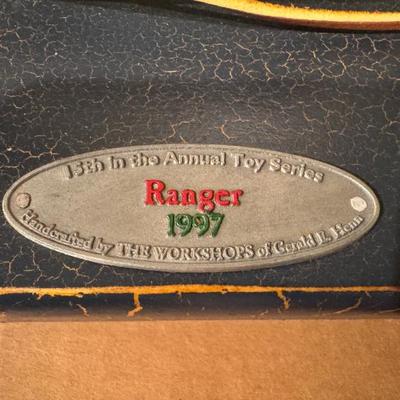 15th in the Annual Toy Series
Ranger
1997
Handcrafted by THE WORKSHOPS of Gerald E. Henn